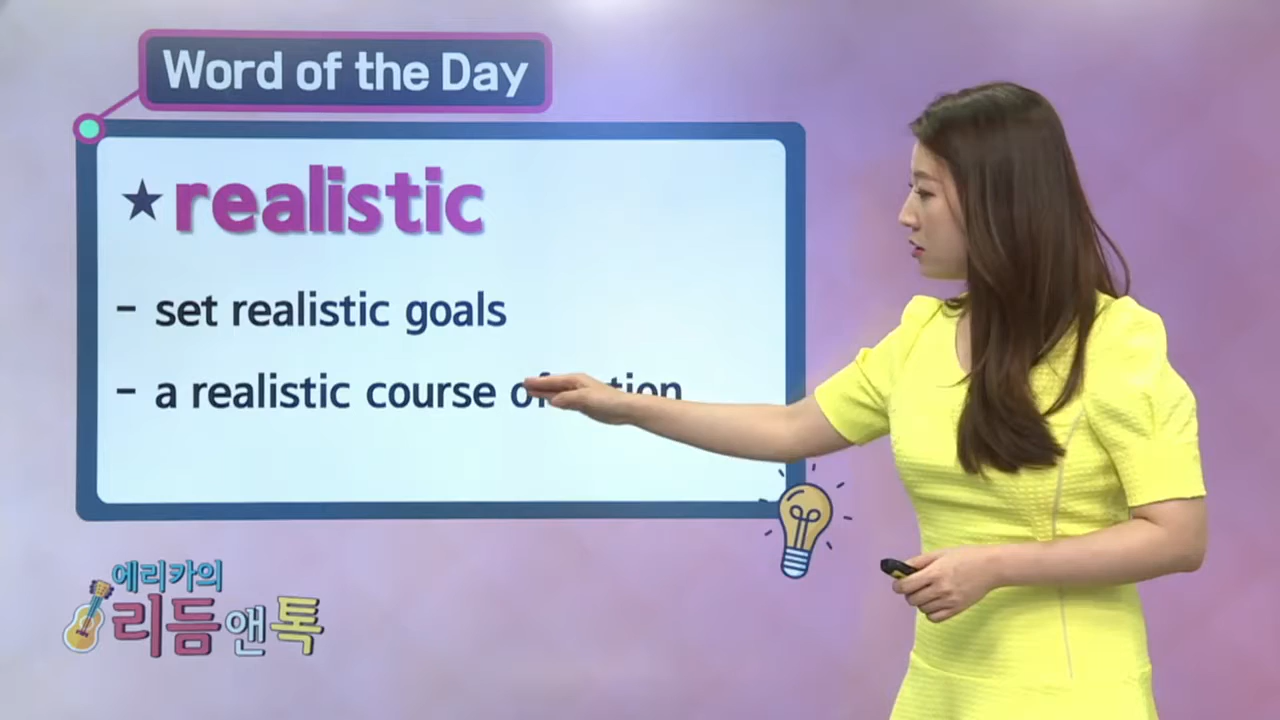 Word of the Day
★ realistic
- set realistic goals
- a realistic course of
에리카의
리듬앤톡